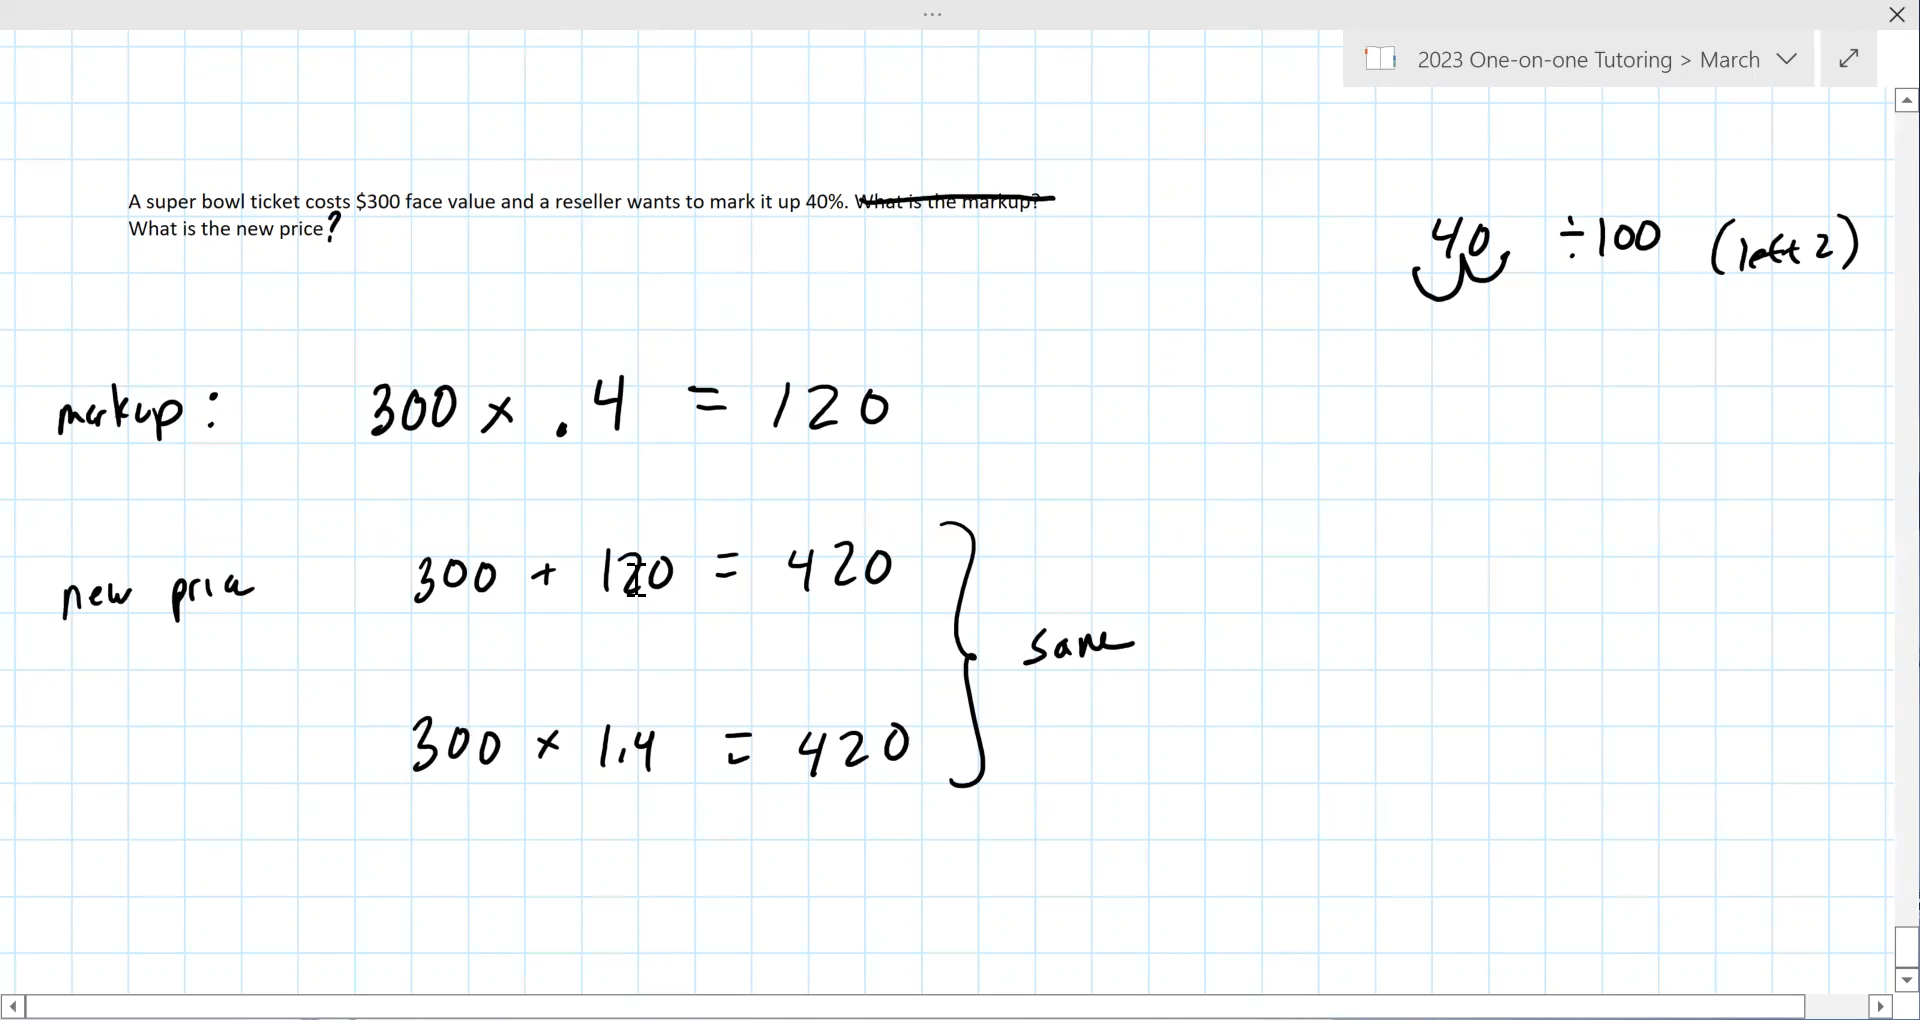 2023 One-on-one Tutoring > March
A super bowl ticket costs $300 face value and a reseller wants to mark it up 40%. What is the markup?
What is the new price?
40 ÷100 (left 2)
markup: 300 x .4 = 120
new price 300 + 120 = 420
same
300 x 1.4 = 420